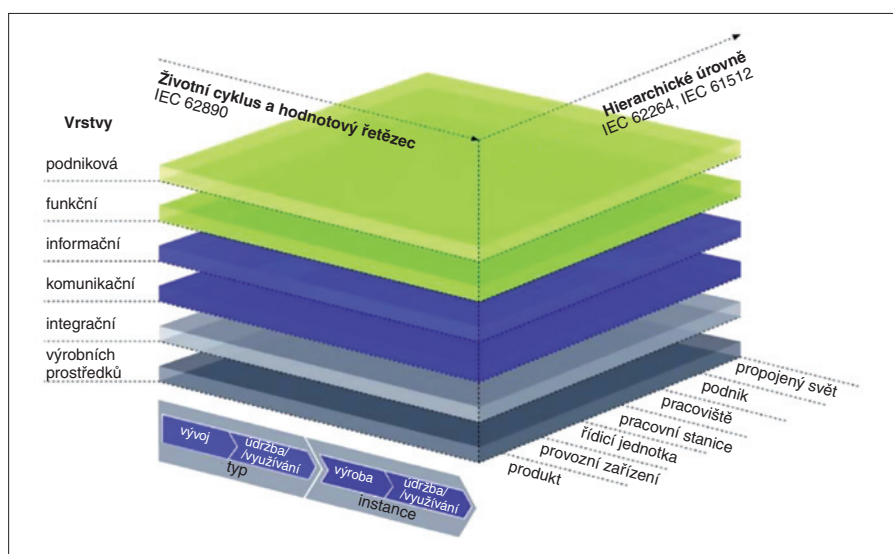 Životní cyklus a hodnotový řetězec
IEC 62890
Hierarchické úrovně
IEC 62264, IEC 61512
Vrstvy
podniková
funkční
informační
komunikační
integrační
výrobních
prostředků
vývoj
údržba/
/využívání
typ
výroba
údržba/
/využívání
instance
propojený svět
podnik
pracoviště
pracovní stanice
řídicí jednotka
provozní zařízení
produkt